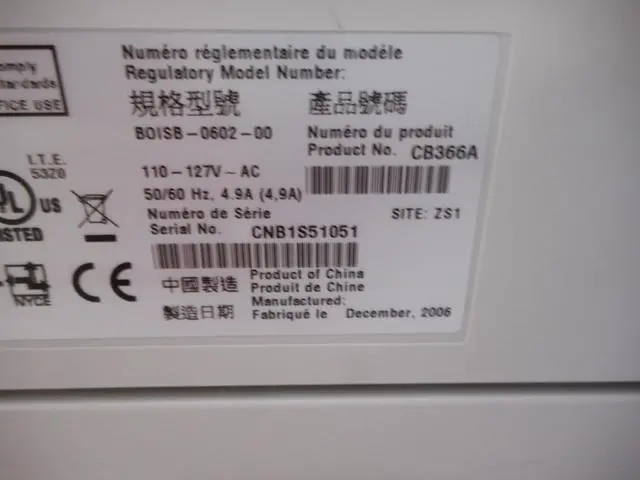 Numéro réglementaire du modèle
Regulatory Model Number:
omply
tandards
FICE USE
規格型號 產品號碼
BOISB-0602-00
Numéro du produit
Product No. CB366A
I.T.E.
53Z0
110-127V~AC
50/60 Hz, 4.9A (4,9A)
UL US
ISTED
Numéro de Série
Serial No. CNB1S51051
SITE: ZS1
NYCE
CE
中國製造 Product of China
Produit de Chine
製造日期 Manufactured:
Fabriqué le December, 2006